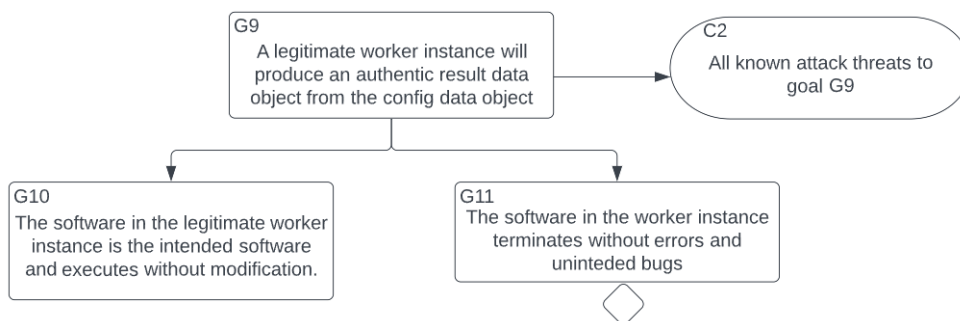 G9
A legitimate worker instance will
produce an authentic result data
object from the config data object
C2
All known attack threats to
goal G9
G10
The software in the legitimate worker
instance is the intended software
and executes without modification.
G11
The software in the worker instance
terminates without errors and
uninteded bugs